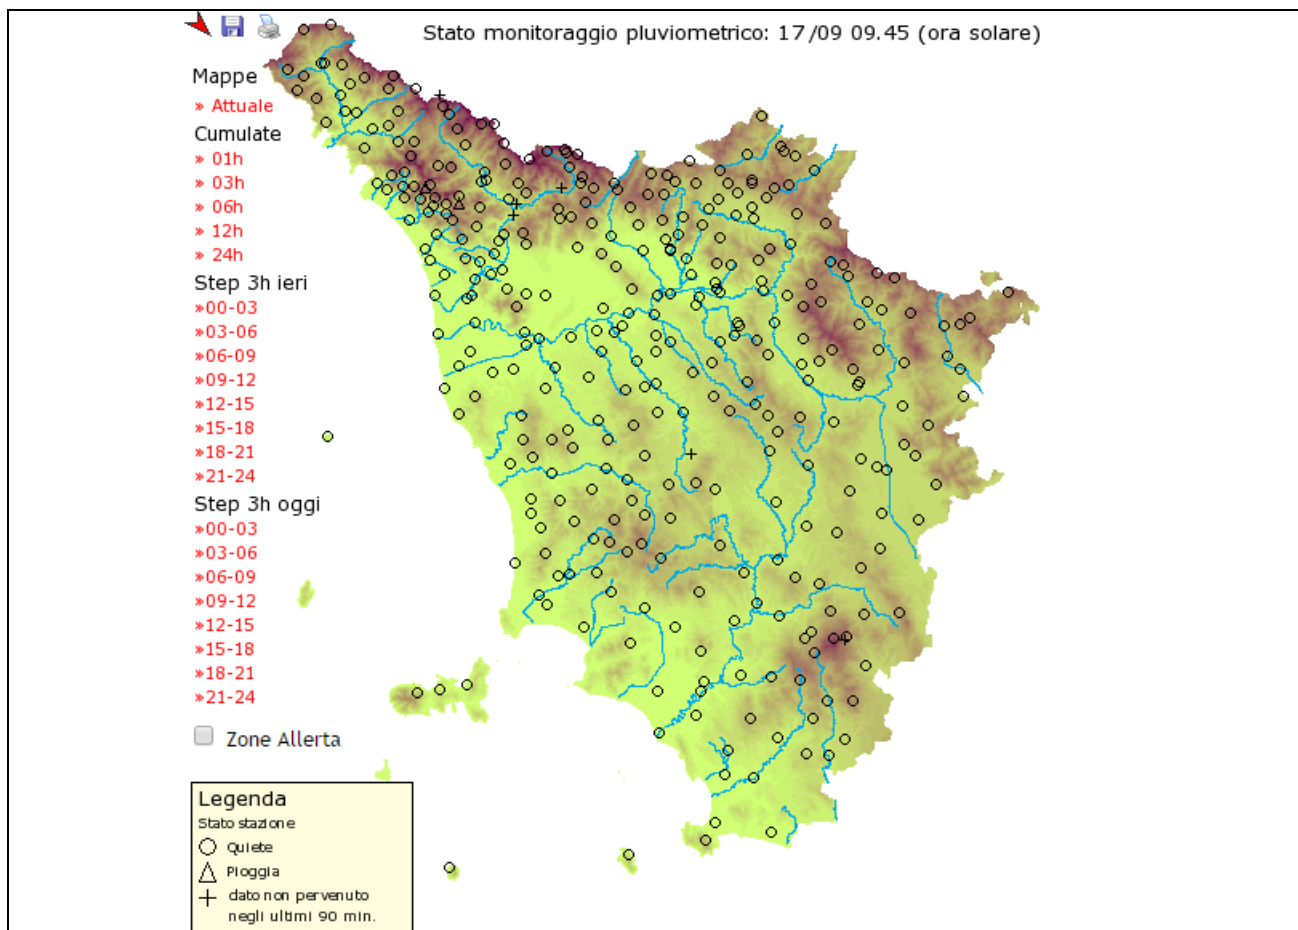 Stato monitoraggio pluviometrico: 17/09 09.45 (ora solare)
Mappe
» Attuale
Cumulate
» 01h
» 03h
» 06h
» 12h
» 24h
Step 3h ieri
»00-03
»03-06
»06-09
»09-12
»12-15
»15-18
»18-21
»21-24
Step 3h oggi
»00-03
»03-06
»06-09
»09-12
»12-15
»15-18
»18-21
»21-24
Zone Allerta
Legenda
Stato stazione
Quiete
Pioggia
dato non pervenuto
negli ultimi 90 min.